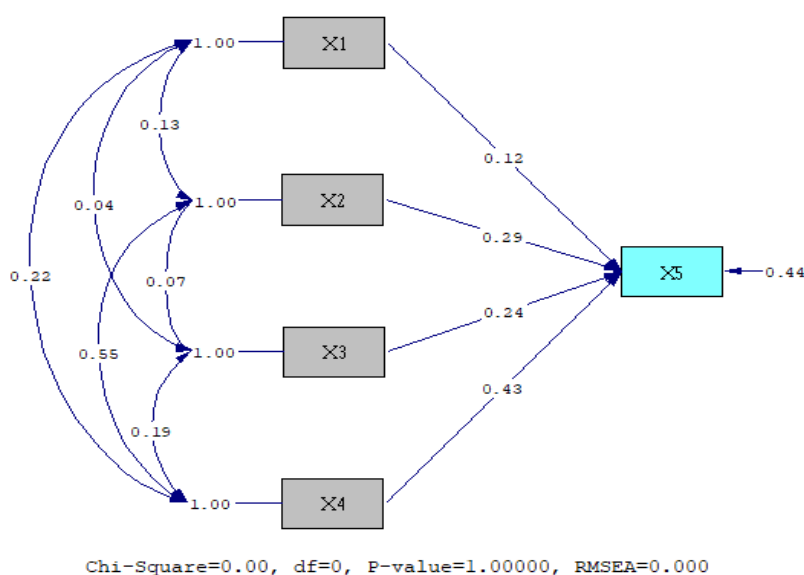 1.00
X1
0.13
0.12
0.04
1.00
X2
0.29
0.22
0.07
X5
0.44
0.24
0.55
1.00
X3
0.43
0.19
1.00
X4
Chi-Square=0.00, df=0, P-value=1.00000, RMSEA=0.000